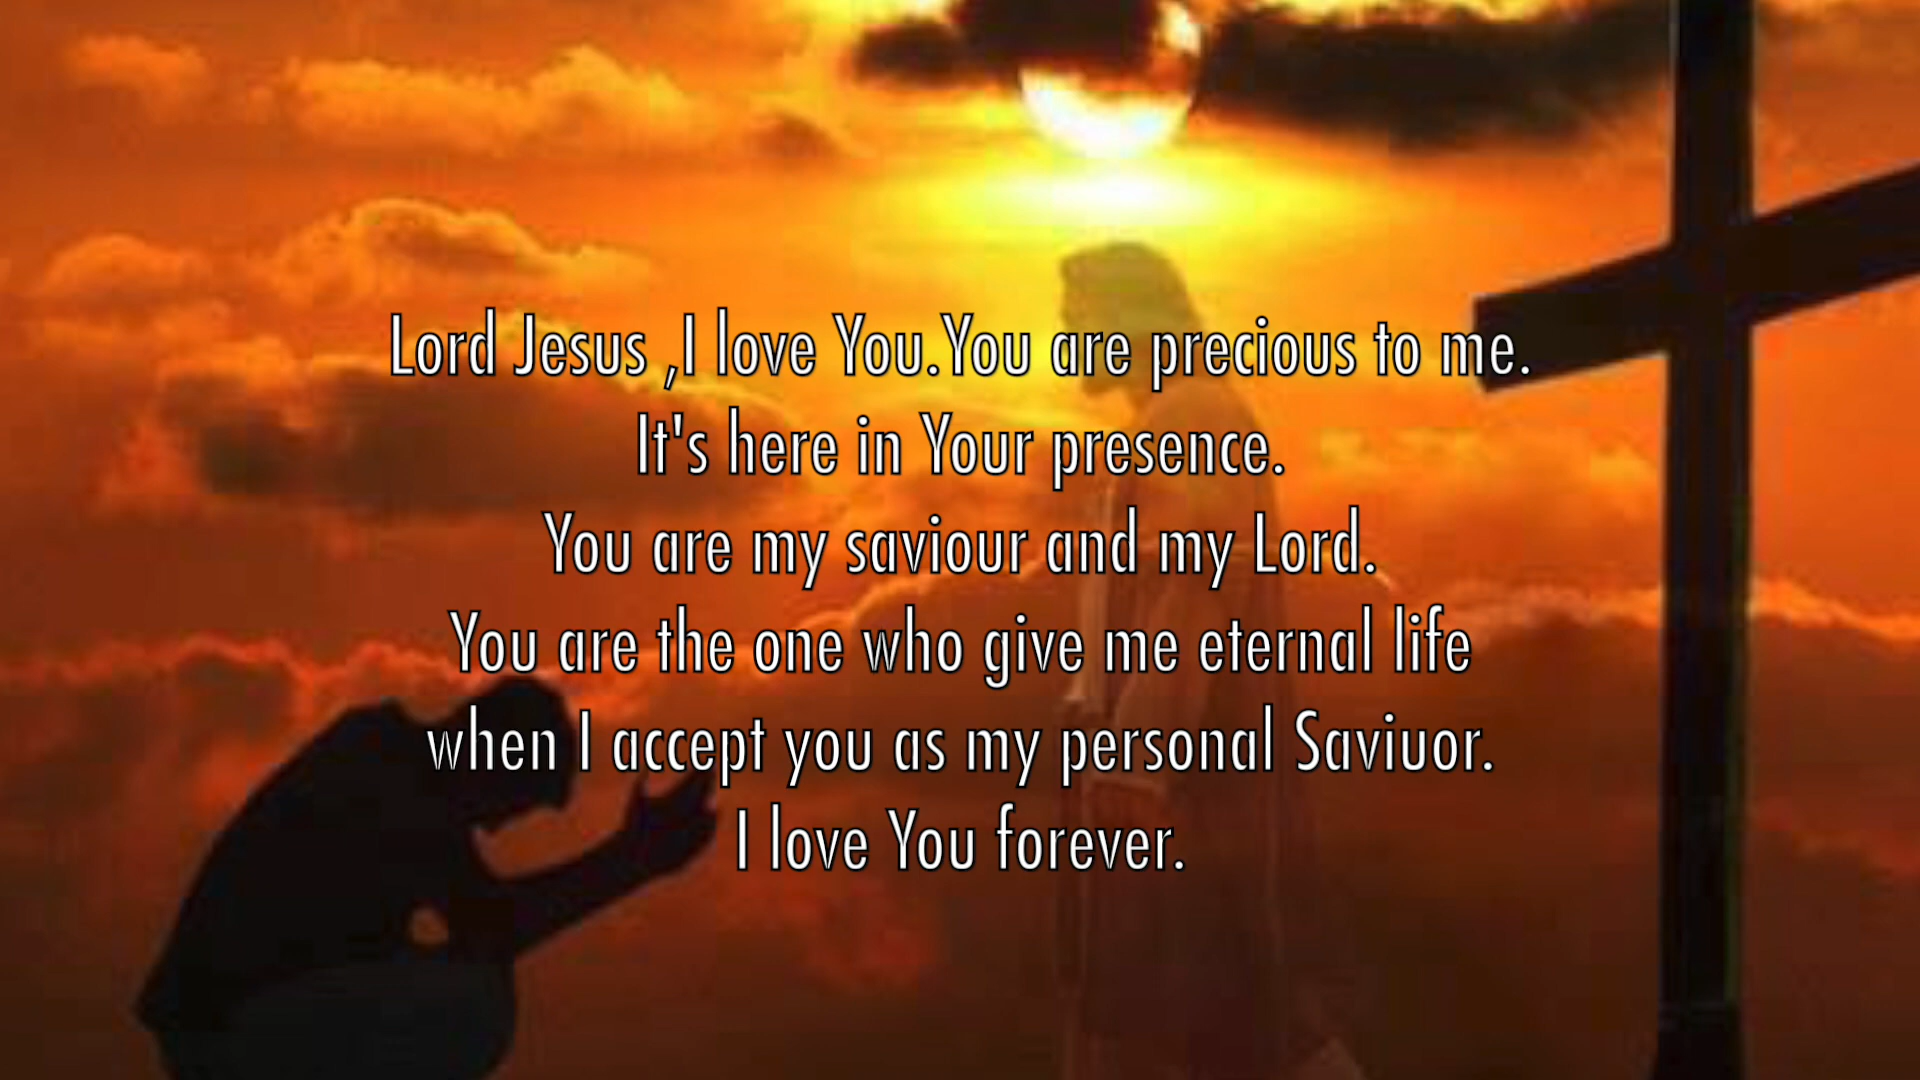 Lord Jesus ,I love You.You are precious to me.
It's here in Your presence.
You are my saviour and my Lord.
You are the one who give me eternal life
when I accept you as my personal Saviuor.
I love You forever.